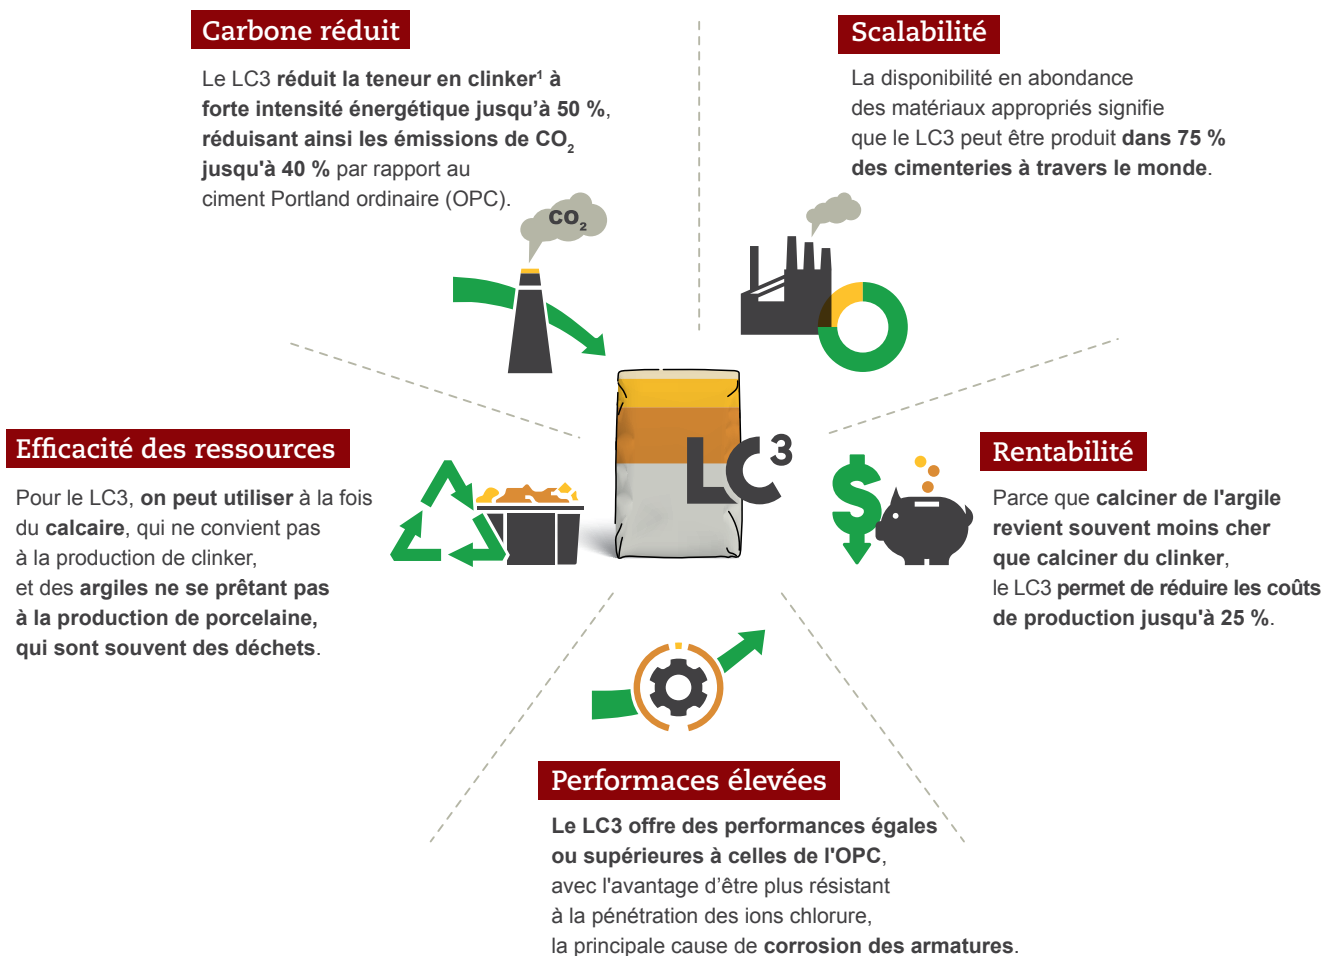 Carbone réduit
Le LC3 réduit la teneur en clinker¹ à
forte intensité énergétique jusqu’à 50 %,
réduisant ainsi les émissions de CO₂
jusqu'à 40 % par rapport au
ciment Portland ordinaire (OPC).
CO₂
Scalabilité
La disponibilité en abondance
des matériaux appropriés signifie
que le LC3 peut être produit dans 75 %
des cimenteries à travers le monde.
Efficacité des ressources
Pour le LC3, on peut utiliser à la fois
du calcaire, qui ne convient pas
à la production de clinker,
et des argiles ne se prêtant pas
à la production de porcelaine,
qui sont souvent des déchets.
LC³
$
Rentabilité
Parce que calciner de l'argile
revient souvent moins cher
que calciner du clinker,
le LC3 permet de réduire les coûts
de production jusqu'à 25 %.
Performaces élevées
Le LC3 offre des performances égales
ou supérieures à celles de l'OPC,
avec l'avantage d’être plus résistant
à la pénétration des ions chlorure,
la principale cause de corrosion des armatures.